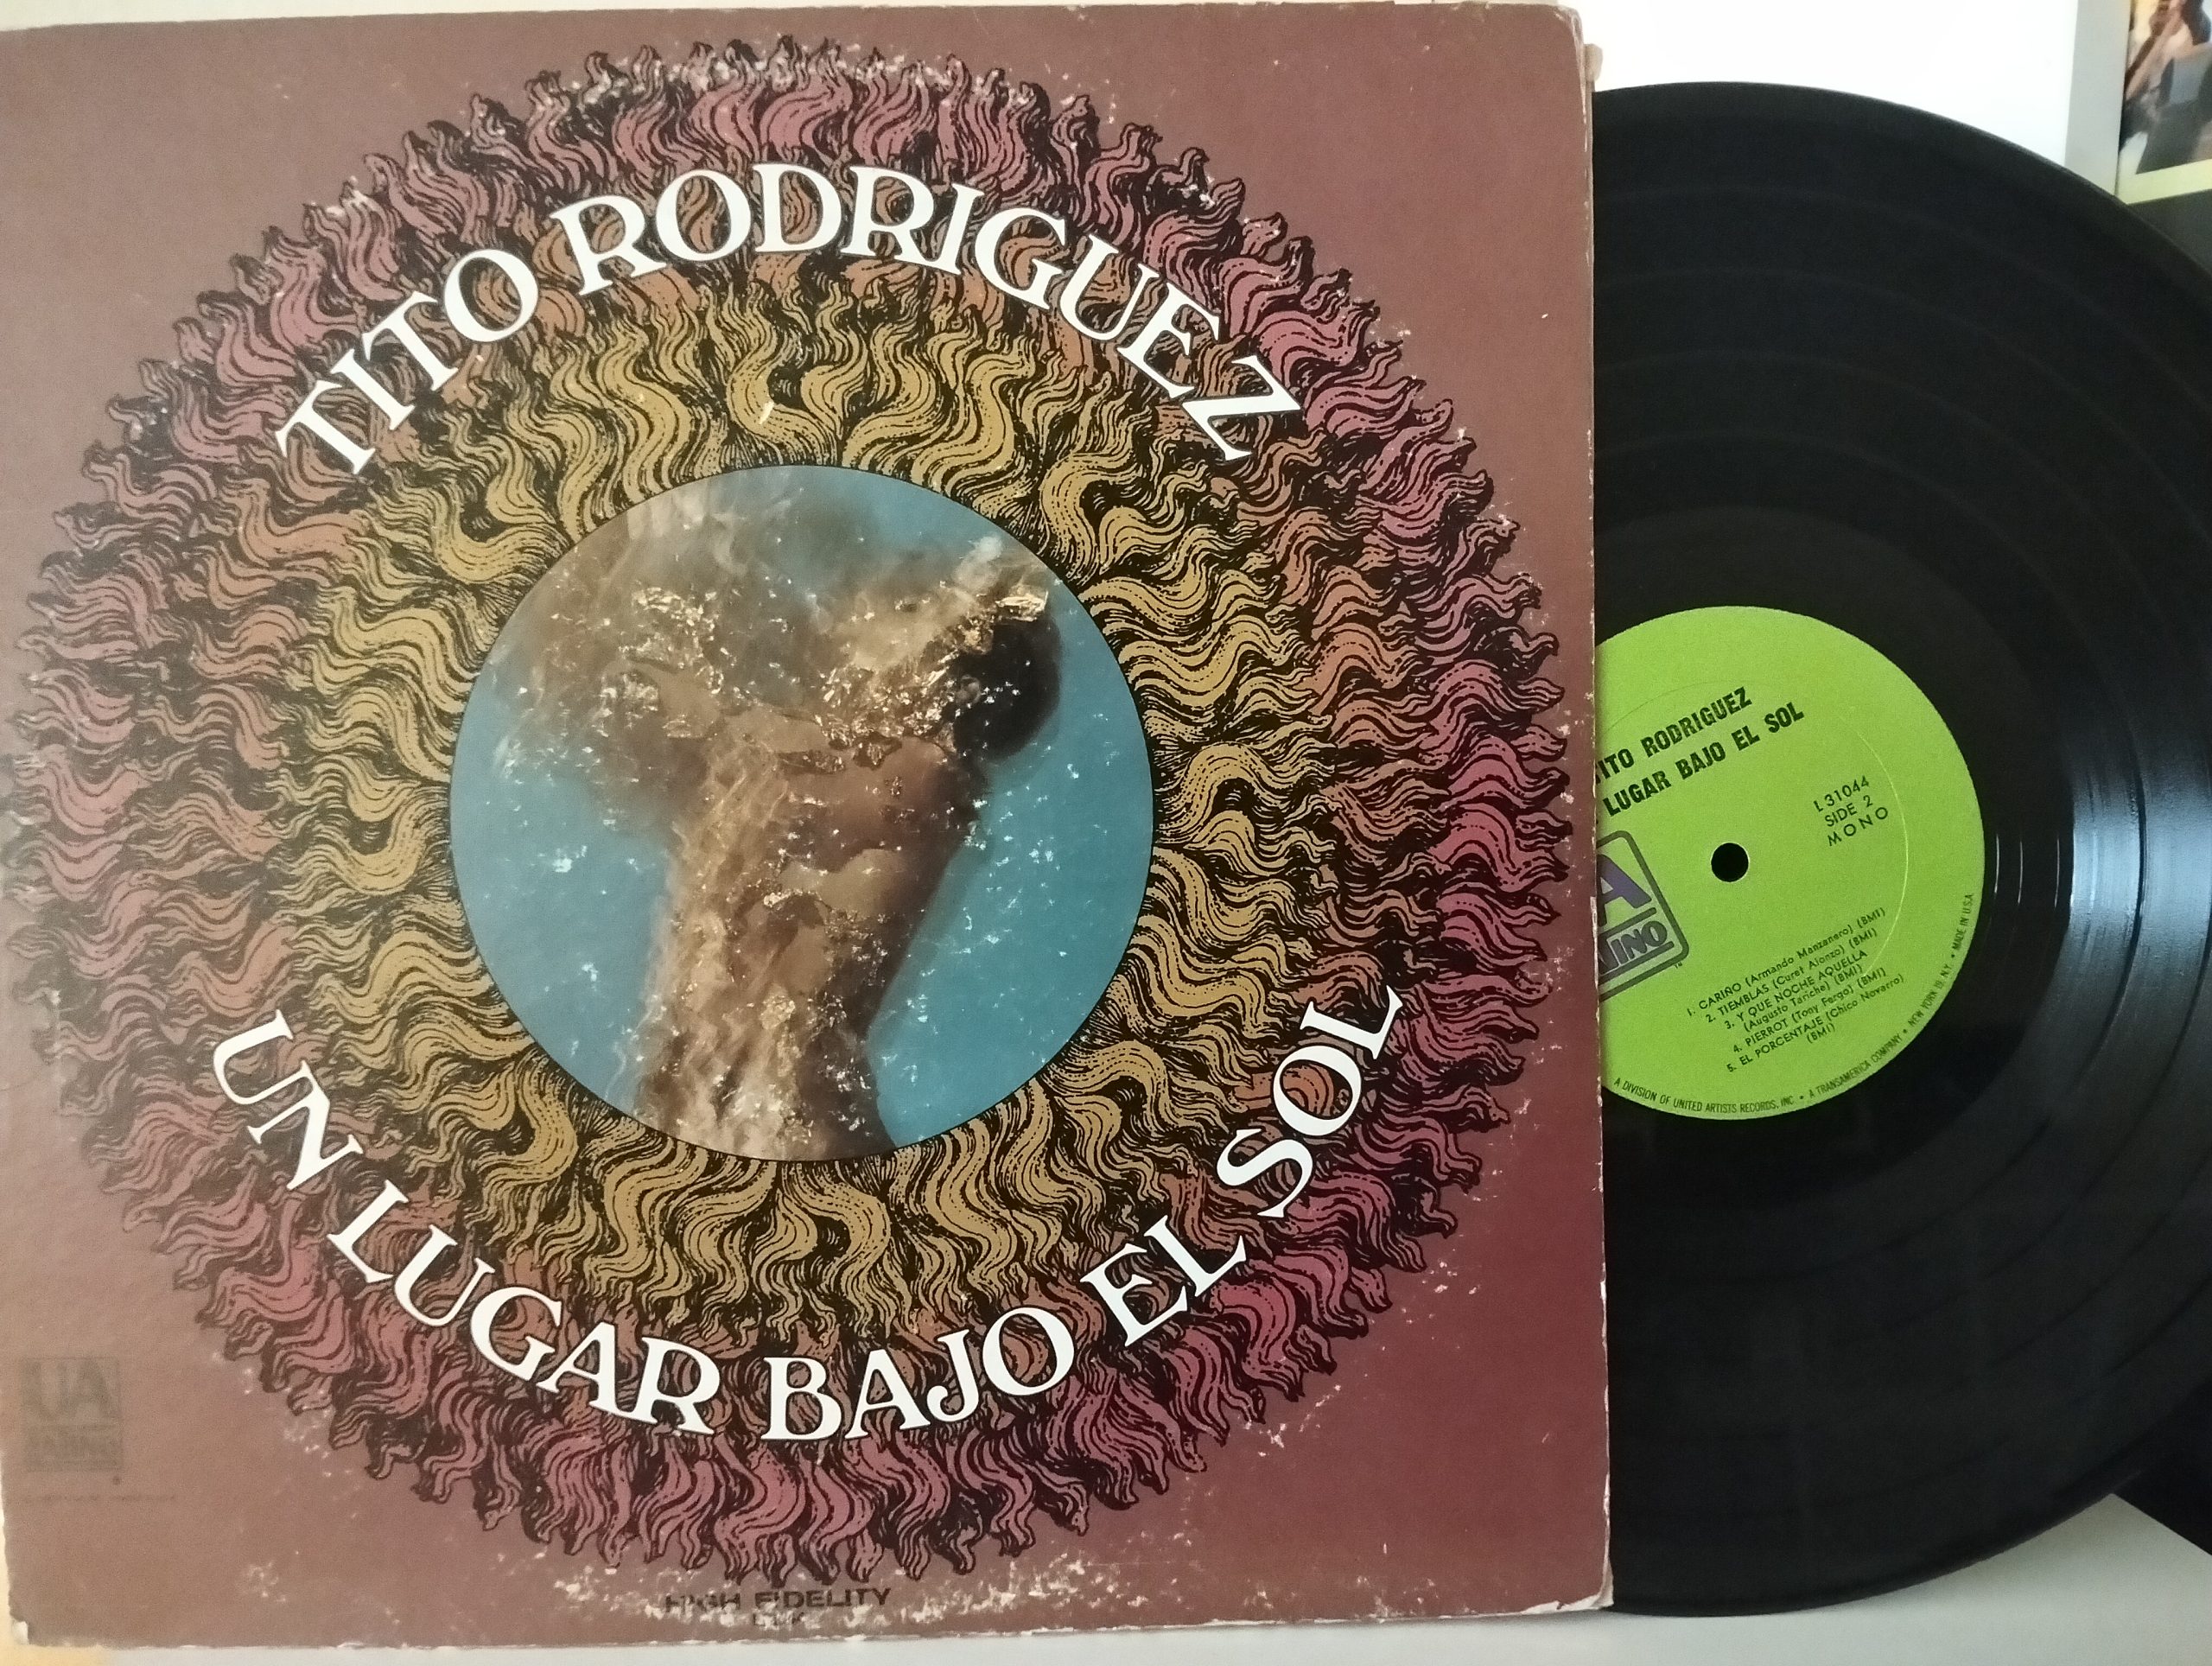 TITO RODRIGUEZ
UN LUGAR BAJO EL SOL
HIGH FIDELITY
TITO RODRIGUEZ
LUGAR BAJO EL SOL
L 31044
SIDE 2
MONO
1. CARIÑO (Armando Manzanero) (BMI)
2. TIEMBLAS (Curet Alonzo) (BMI)
3. Y QUE NOCHE AQUELLA
(Augusto Tariche) (BMI)
4. PIERROT (Tony Fergo) (BMI)
5. EL PORCENTAJE (Chico Novarro)
(BMI)
A DIVISION OF UNITED ARTISTS RECORDS, INC • A TRANSAMERICA COMPANY • NEW YORK 19, N.Y. • MADE IN U.S.A.